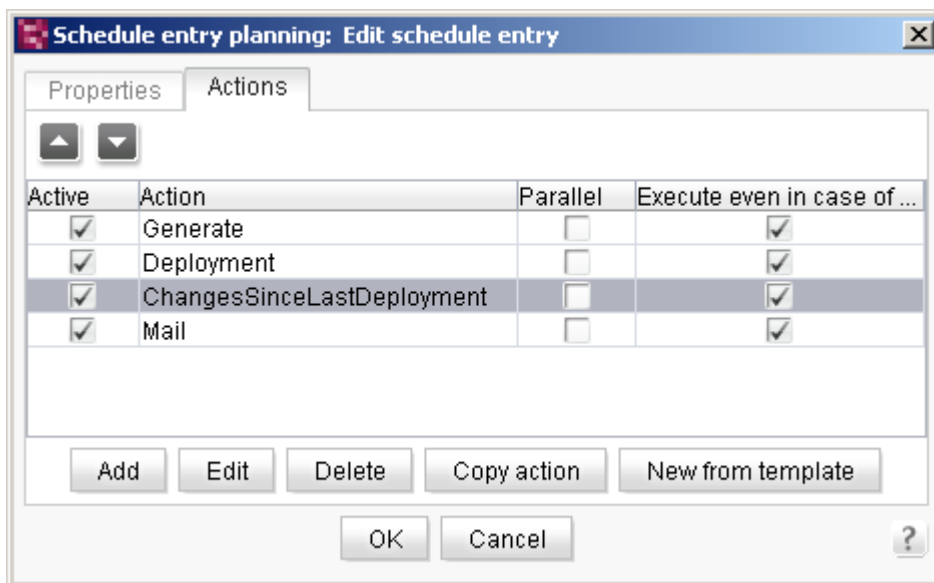 Schedule entry planning: Edit schedule entry
Properties Actions
Active Action Parallel Execute even in case of ...
Generate
Deployment
ChangesSinceLastDeployment
Mail
Add Edit Delete Copy action New from template
OK Cancel ?